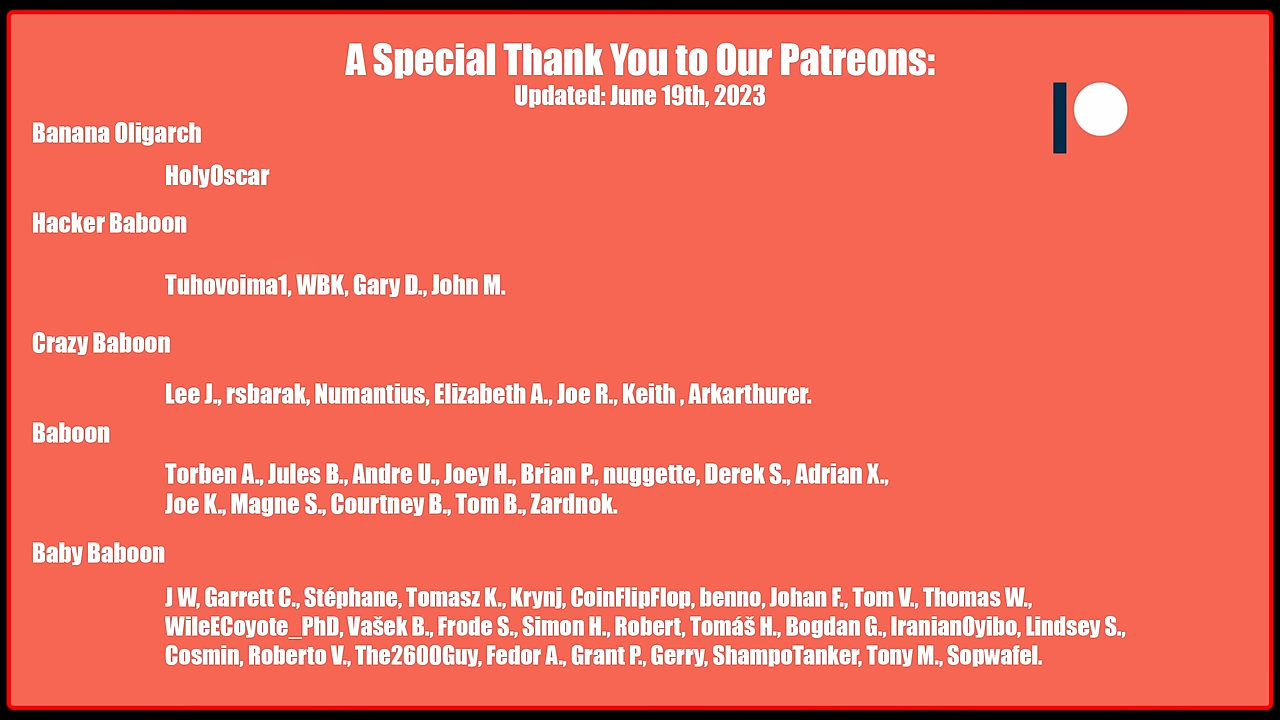 A Special Thank You to Our Patreons:
Updated: June 19th, 2023
Banana Oligarch
HolyOscar
Hacker Baboon
Tuhovoima1, WBK, Gary D., John M.
Crazy Baboon
Lee J., rsbarak, Numantius, Elizabeth A., Joe R., Keith , Arkarthurer.
Baboon
Torben A., Jules B., Andre U., Joey H., Brian P., nuggette, Derek S., Adrian X.,
Joe K., Magne S., Courtney B., Tom B., Zardnok.
Baby Baboon
J W, Garrett C., Stéphane, Tomasz K., Krynj, CoinFlipFlop, benno, Johan F., Tom V., Thomas W.,
WileECoyote_PhD, Vašek B., Frode S., Simon H., Robert, Tomáš H., Bogdan G., IranianOyibo, Lindsey S.,
Cosmin, Roberto V., The2600Guy, Fedor A., Grant P., Gerry, ShampoTanker, Tony M., Sopwafel.